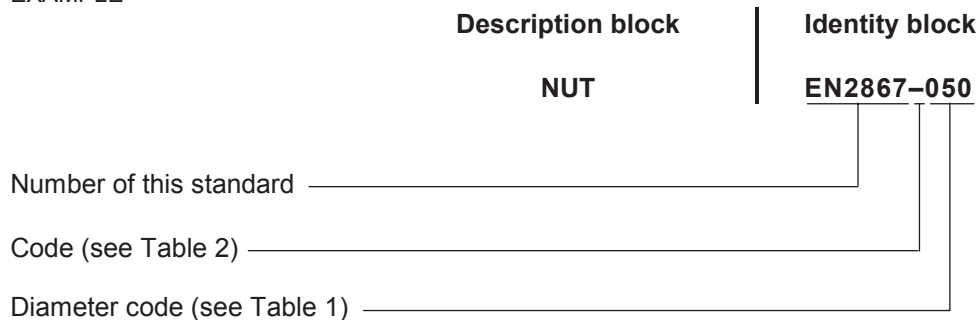 EXAMPLE
Description block Identity block
NUT EN2867–050
Number of this standard
Code (see Table 2)
Diameter code (see Table 1)